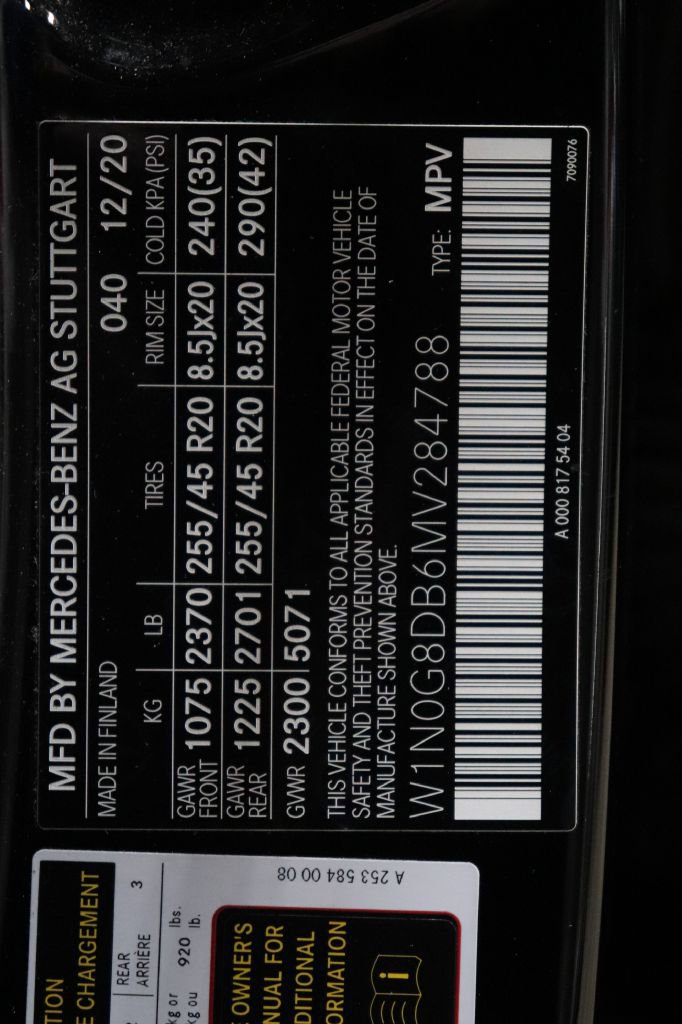 MFD BY MERCEDES-BENZ AG STUTTGART
MADE IN FINLAND 040 12/20
KG LB TIRES RIM SIZE COLD KPA(PSI)
GAWR FRONT 1075 2370 255/45 R20 8.5Jx20 240(35)
GAWR REAR 1225 2701 255/45 R20 8.5Jx20 290(42)
GVWR 2300 5071
THIS VEHICLE CONFORMS TO ALL APPLICABLE FEDERAL MOTOR VEHICLE
SAFETY AND THEFT PREVENTION STANDARDS IN EFFECT ON THE DATE OF
MANUFACTURE SHOWN ABOVE.
W1N0G8DB6MV284788 TYPE: MPV
A 000 817 54 04
7090076
E CHARGEMENT
REAR
ARRIÈRE 3
kg or lbs.
kg ou 920 lb.
A 253 584 00 08
OWNER'S
FOR
i